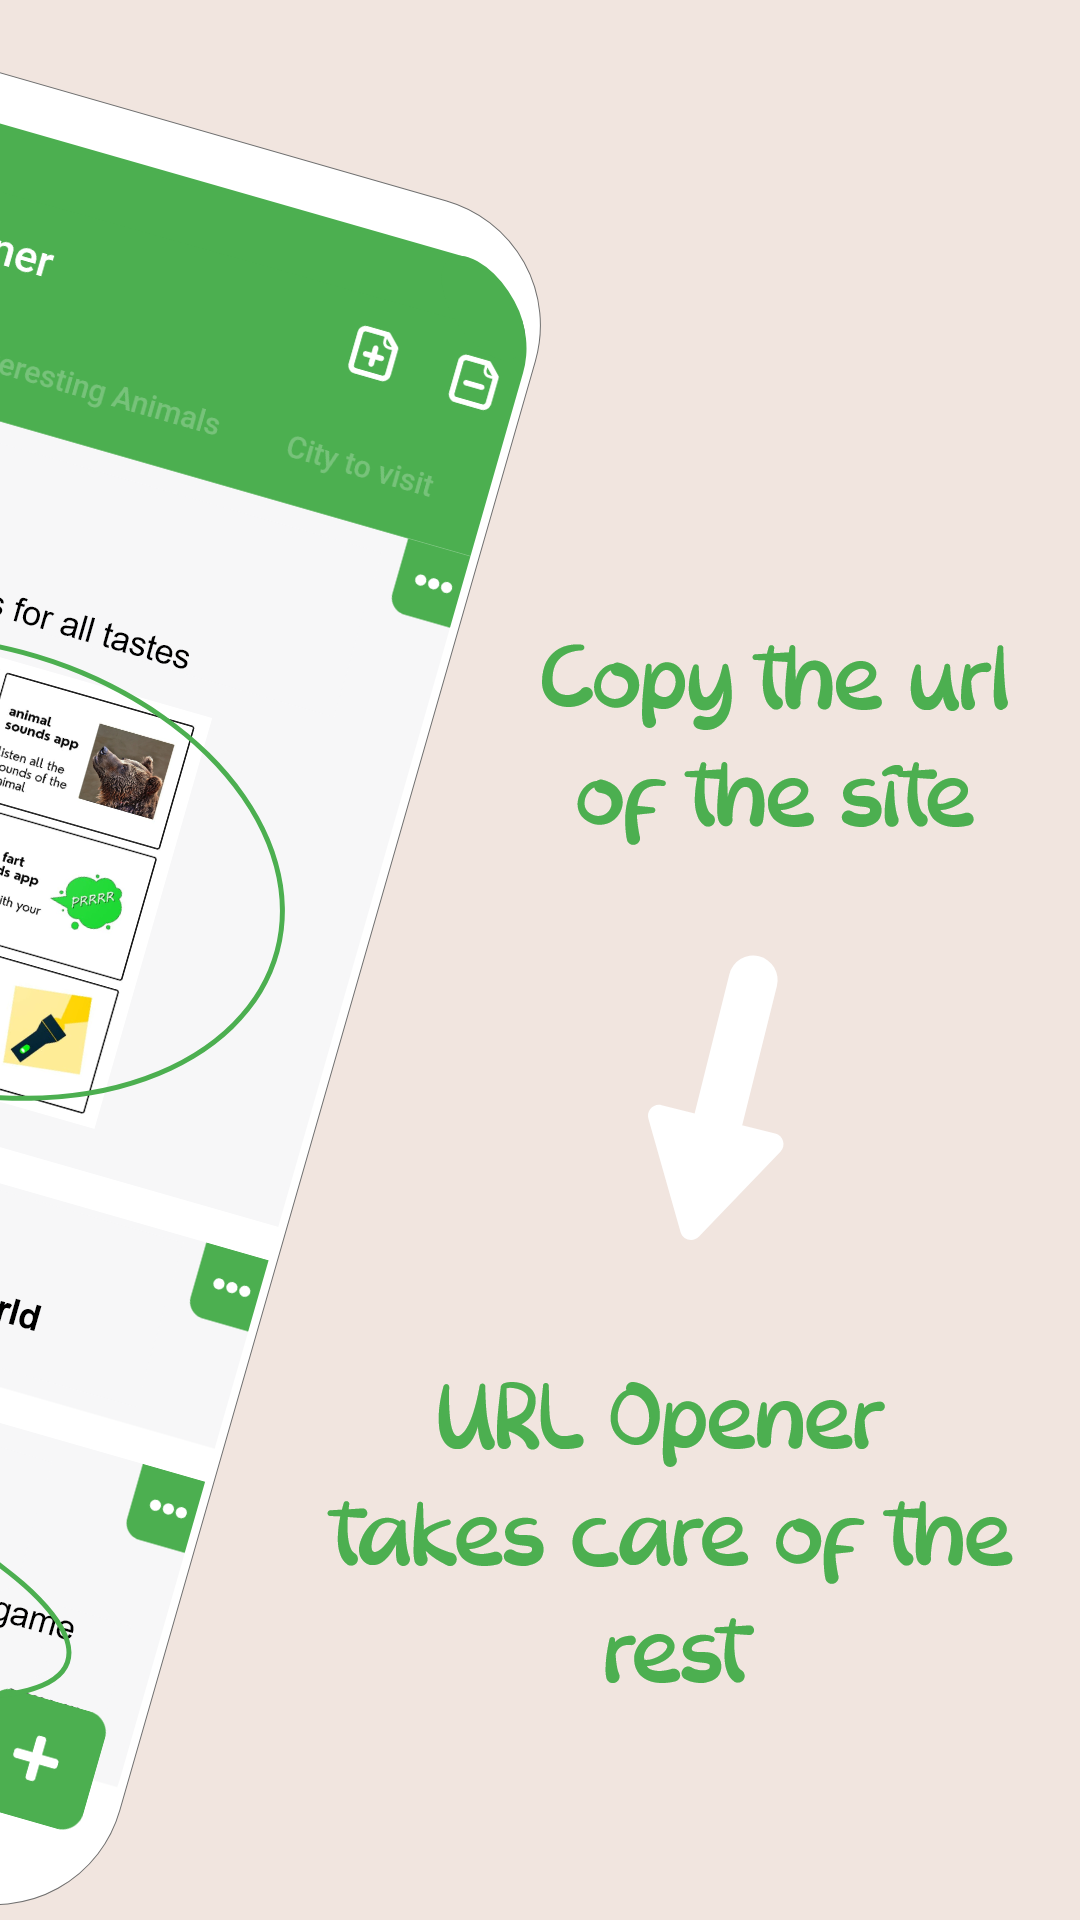 ner
eresting Animals
City to visit
s for all tastes
animal
sounds app
listen all the
ounds of the
nimal
fart
ds app
ith your
PRRRR
rld
game
Copy the url
of the site
URL Opener
takes care of the
rest